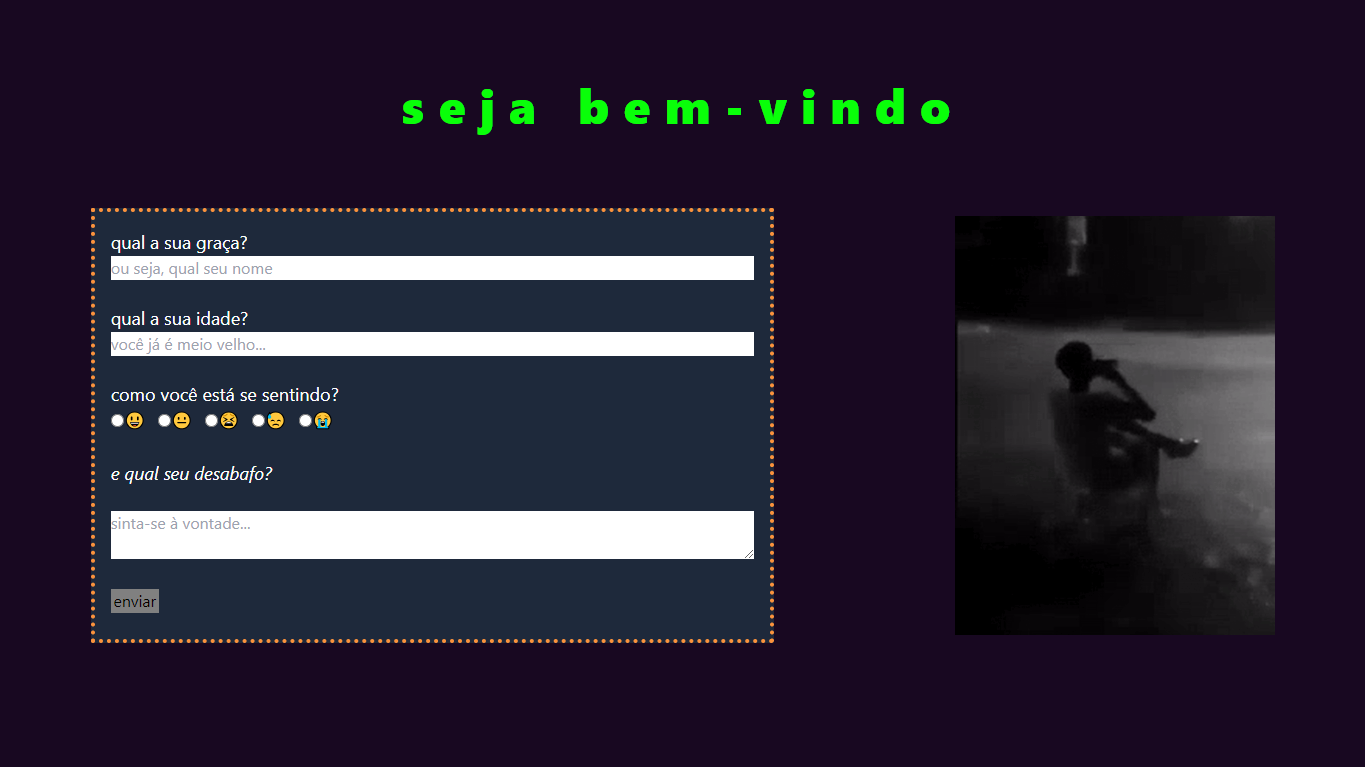 seja bem-vindo
qual a sua graça?
ou seja, qual seu nome
qual a sua idade?
você já é meio velho...
como você está se sentindo?
😃 😐 😫 😓 😭
e qual seu desabafo?
sinta-se à vontade...
enviar